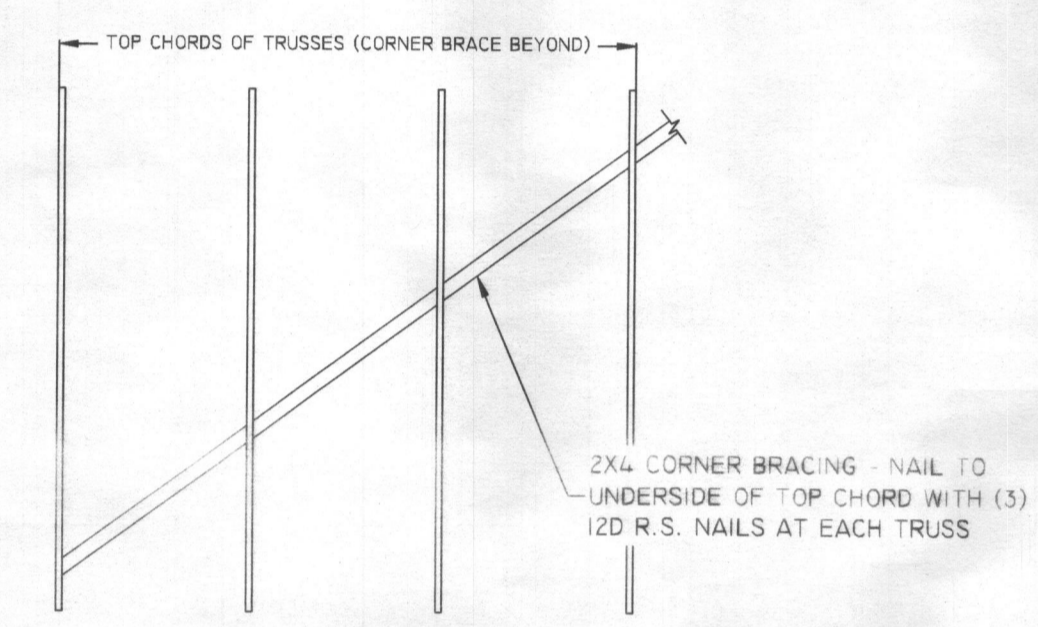 TOP CHORDS OF TRUSSES (CORNER BRACE BEYOND)
2X4 CORNER BRACING - NAIL TO
UNDERSIDE OF TOP CHORD WITH (3)
12D R.S. NAILS AT EACH TRUSS